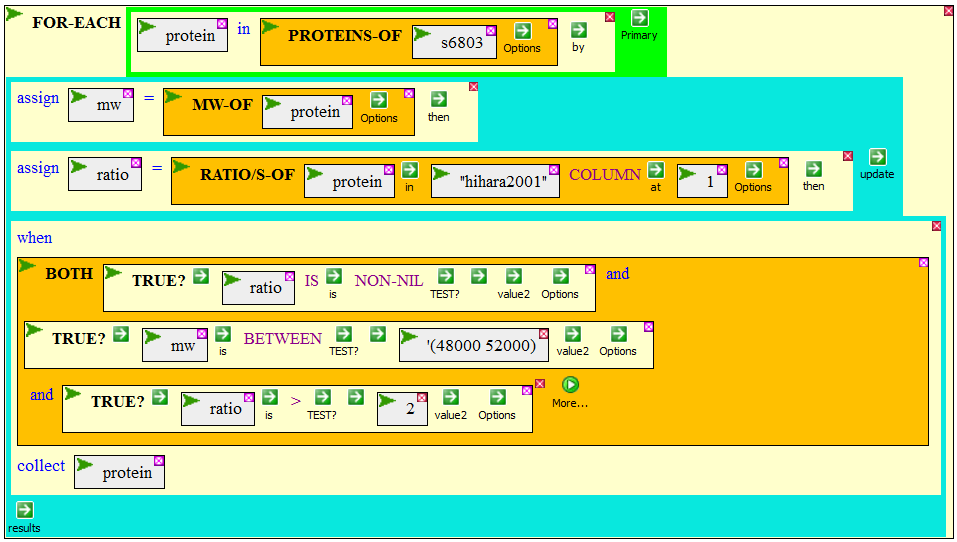 FOR-EACH protein in PROTEINS-OF s6803 Options by Primary
assign mw = MW-OF protein Options then
assign ratio = RATIO/S-OF protein in "hihara2001" COLUMN at 1 Options then update
when
BOTH TRUE? ratio IS is NON-NIL TEST? value2 Options and
TRUE? mw is BETWEEN TEST? '(48000 52000) value2 Options
and TRUE? ratio is > TEST? 2 value2 Options More...
collect protein
results